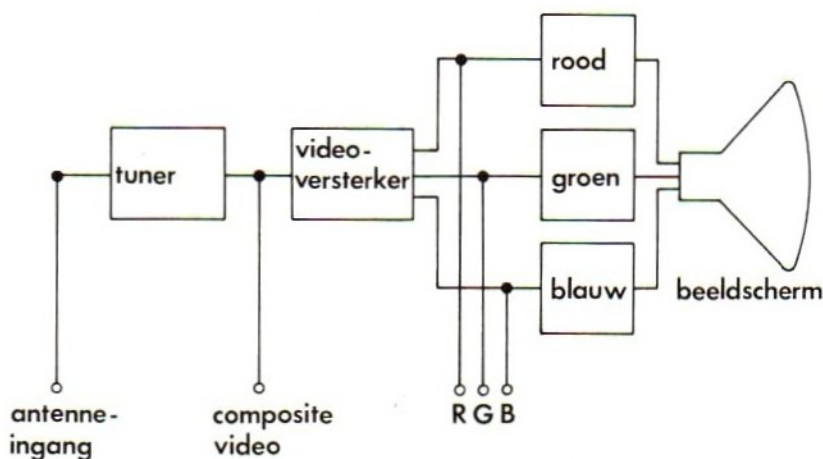 rood
video-
versterker
tuner
groen
blauw
beeldscherm
antenne-
ingang
composite
video
R G B